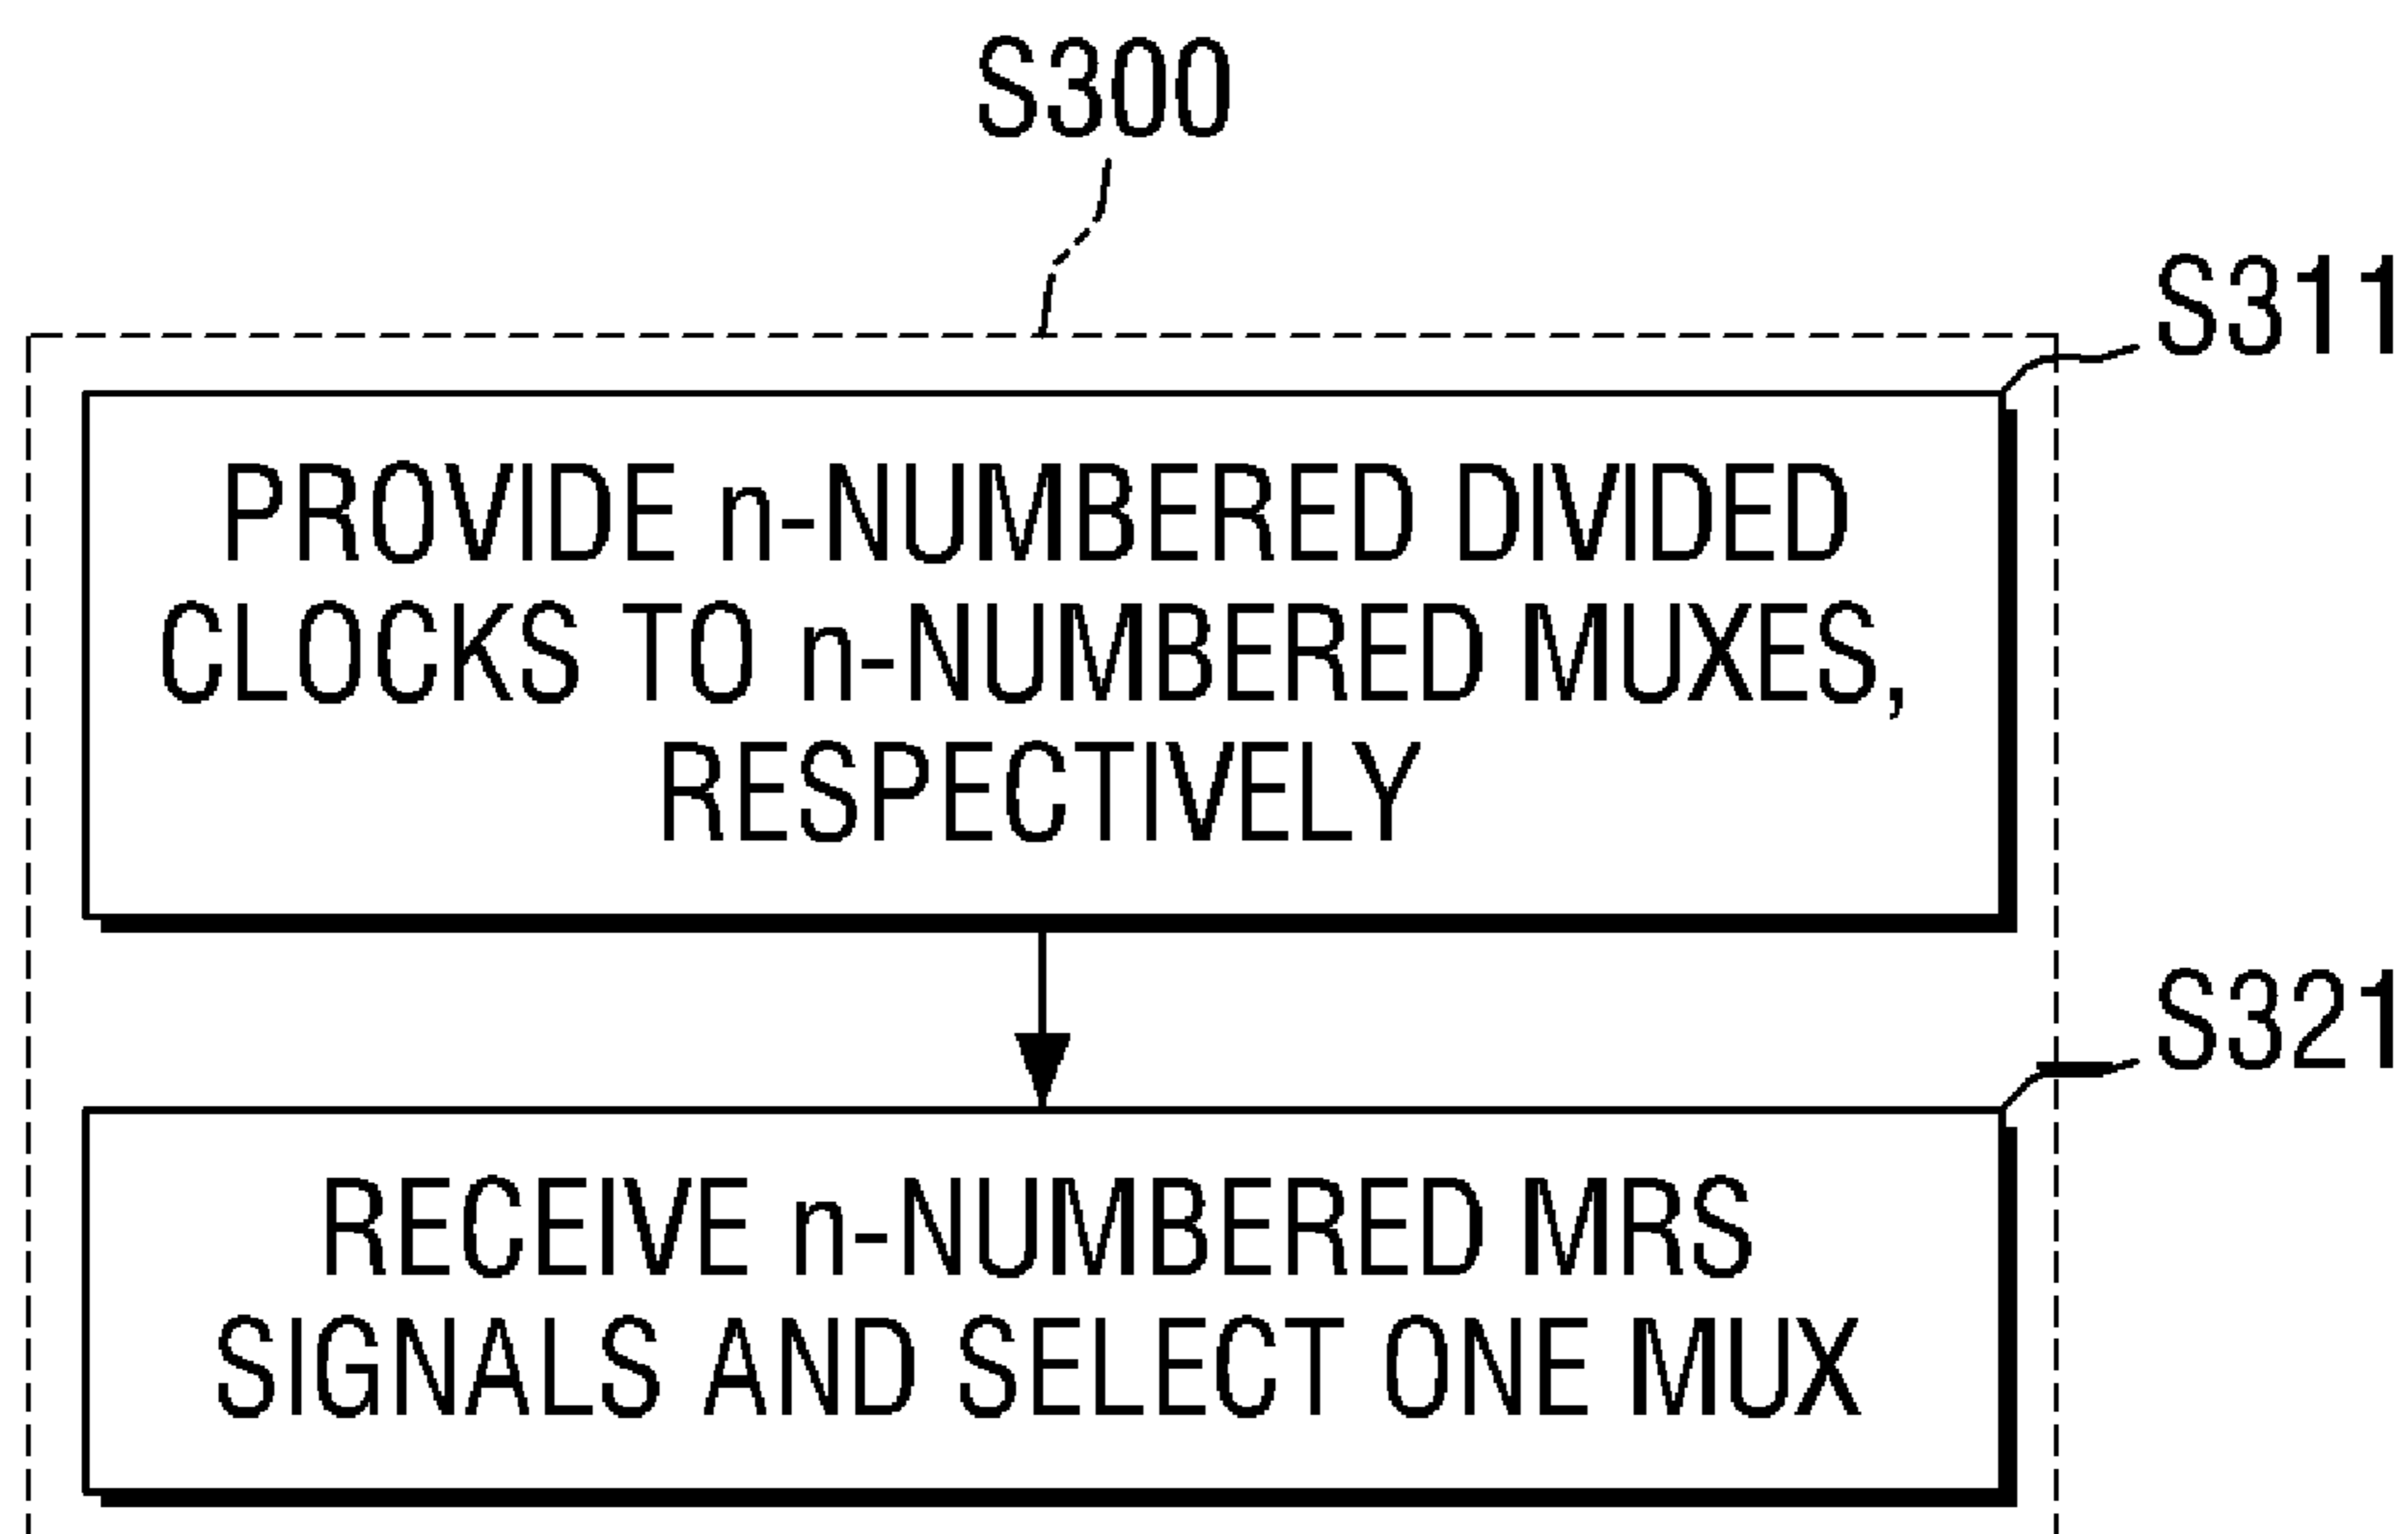 S300
S311
PROVIDE n-NUMBERED DIVIDED
CLOCKS TO n-NUMBERED MUXES,
RESPECTIVELY
S321
RECEIVE n-NUMBERED MRS
SIGNALS AND SELECT ONE MUX